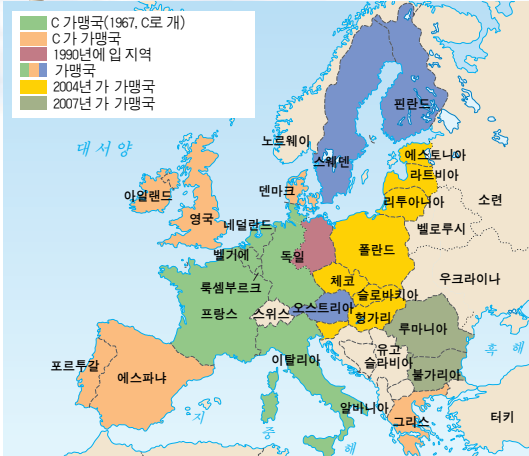 C 가맹국(1967, C로 개)
C 가 가맹국
1990년에 입 지역
가맹국
2004년 가 가맹국
2007년 가 가맹국
핀란드
노르웨이
스웨덴
에스토니아
대서양
라트비아
덴마크
아일랜드
리투아니아
소련
영국
네덜란드
벨로루시
벨기에
독일
폴란드
룩셈부르크
체코
우크라이나
슬로바키아
프랑스
스위스
오스트리아
헝가리
루마니아
유고
슬라비아
흑해
이탈리아
포르투갈
에스파냐
불가리아
알바니아
지
중
해
그리스
터키